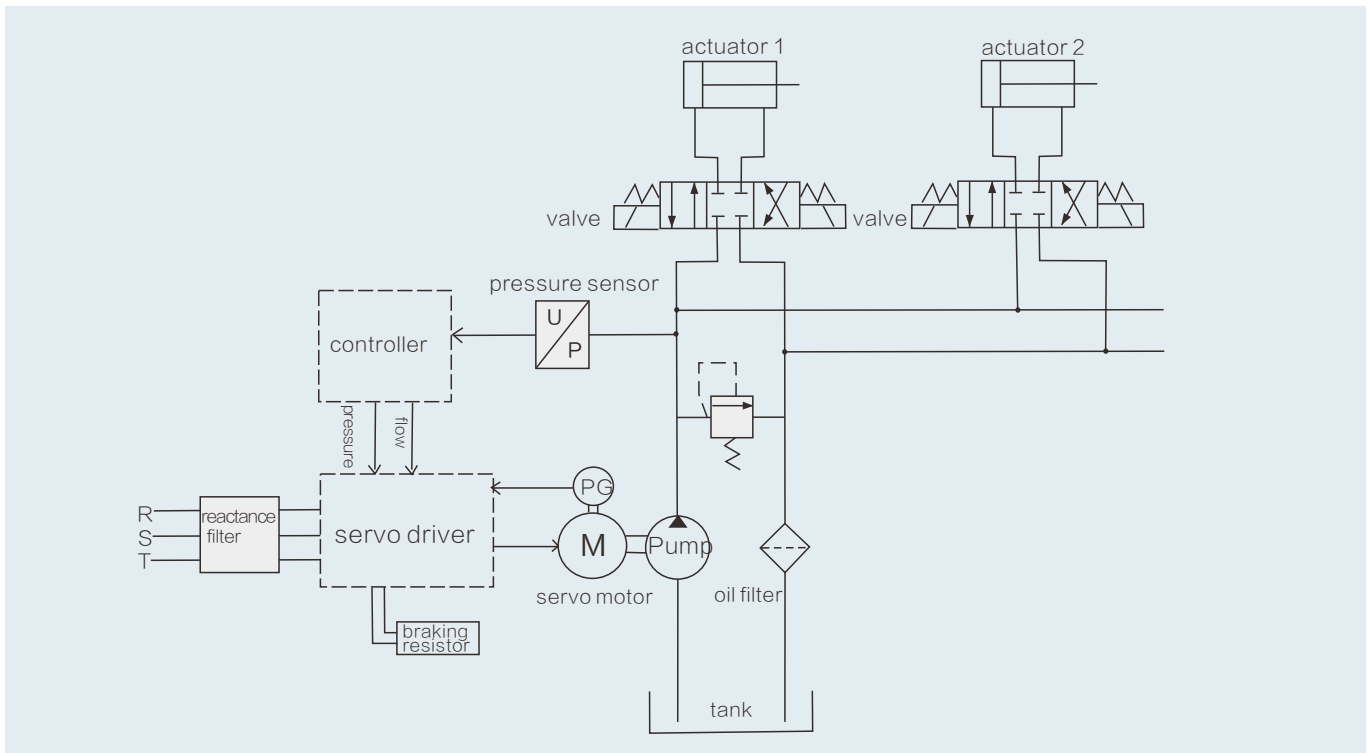 actuator 1
actuator 2
valve
valve
pressure sensor
U
P
controller
pressure
flow
PG
R
S
T
reactance
filter
servo driver
M
Pump
servo motor
oil filter
braking
resistor
tank